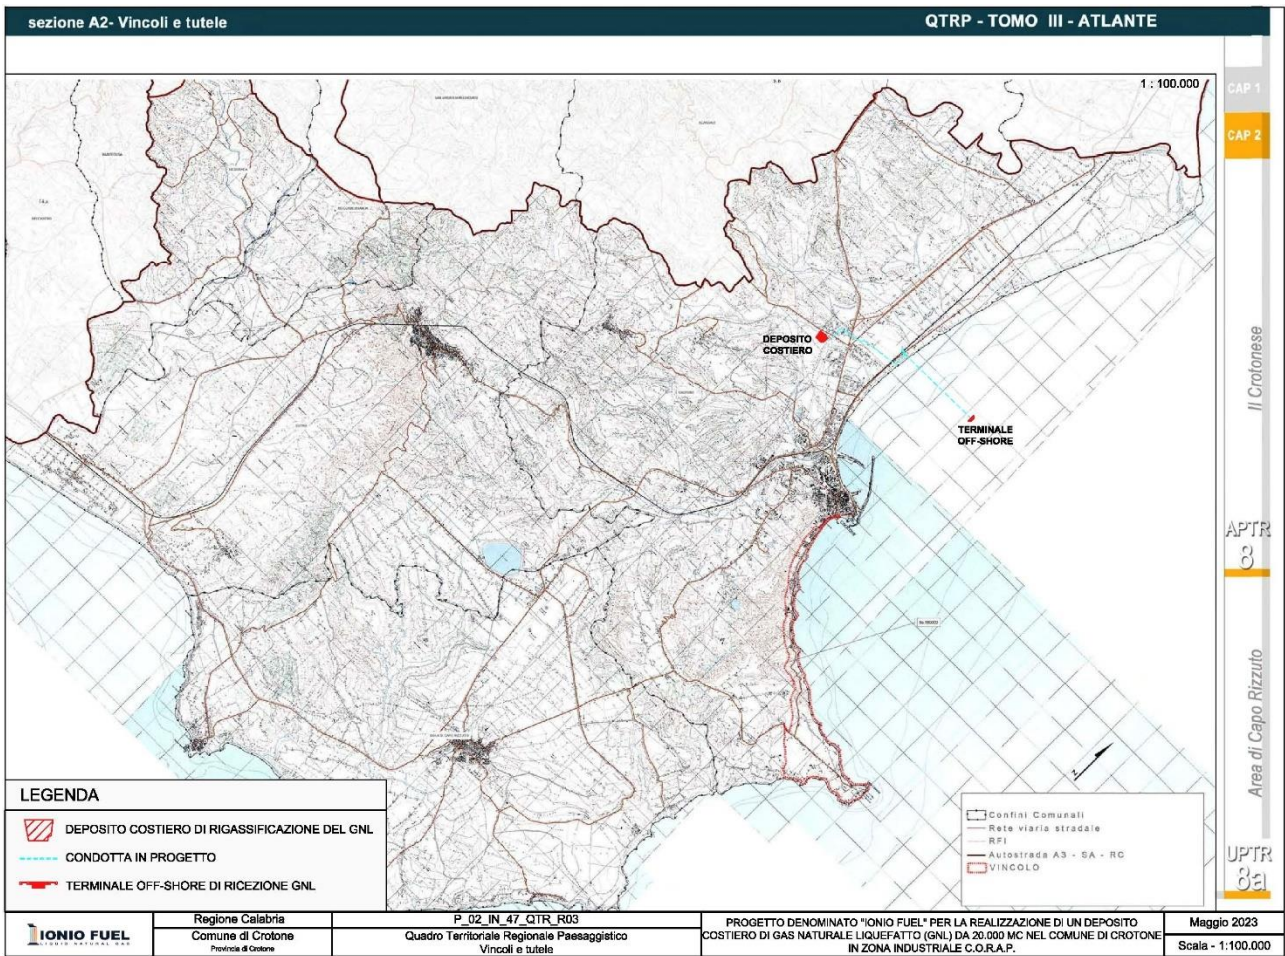 sezione A2- Vincoli e tutele
QTRP - TOMO III - ATLANTE
1 : 100.000
CAP 1
CAP 2
DEPOSITO
COSTIERO
TERMINALE
OFF-SHORE
Il Crotonese
APTR
8
Area di Capo Rizzuto
UPTR
8a
LEGENDA
DEPOSITO COSTIERO DI RIGASSIFICAZIONE DEL GNL
CONDOTTA IN PROGETTO
TERMINALE OFF-SHORE DI RICEZIONE GNL
Confini Comunali
Rete viaria stradale
RFI
Autostrada A3 - SA - RC
VINCOLO
IONIO FUEL
LIQUID NATURAL GAS
Regione Calabria
Comune di Crotone
Provincia di Crotone
P_02_IN_47_QTR_R03
Quadro Territoriale Regionale Paesaggistico
Vincoli e tutele
PROGETTO DENOMINATO "IONIO FUEL" PER LA REALIZZAZIONE DI UN DEPOSITO
COSTIERO DI GAS NATURALE LIQUEFATTO (GNL) DA 20.000 MC NEL COMUNE DI CROTONE
IN ZONA INDUSTRIALE C.O.R.A.P.
Maggio 2023
Scala - 1:100.000